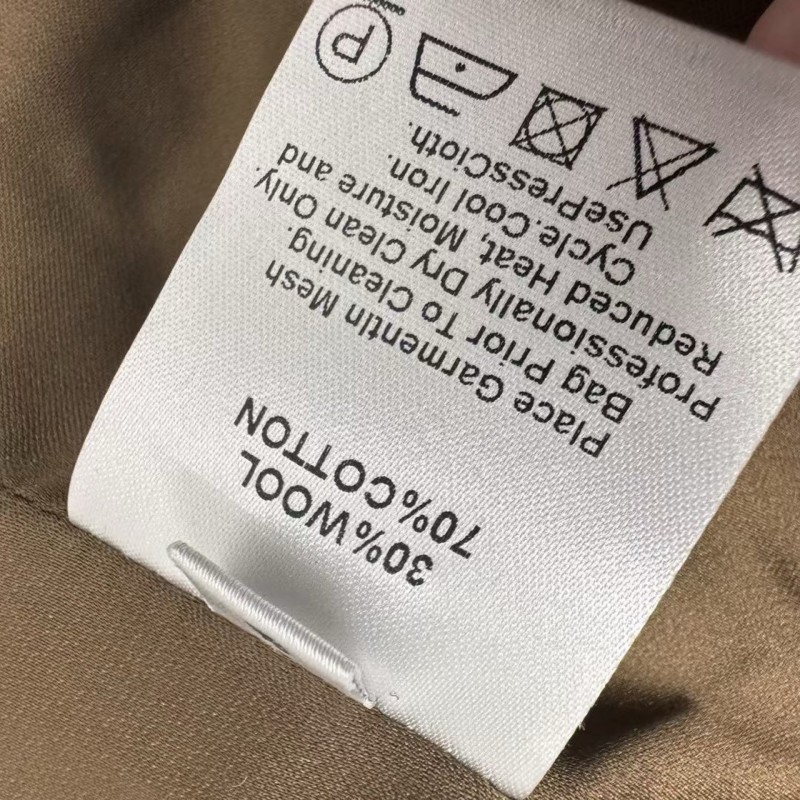 30%WOOL
70%COTTON
Place GarmentIn Mesh
Bag Prior To Cleaning.
Professionally Dry Clean Only.
Reduced Heat, Moisture and
Cycle.Cool Iron.
UsePressCloth.
P